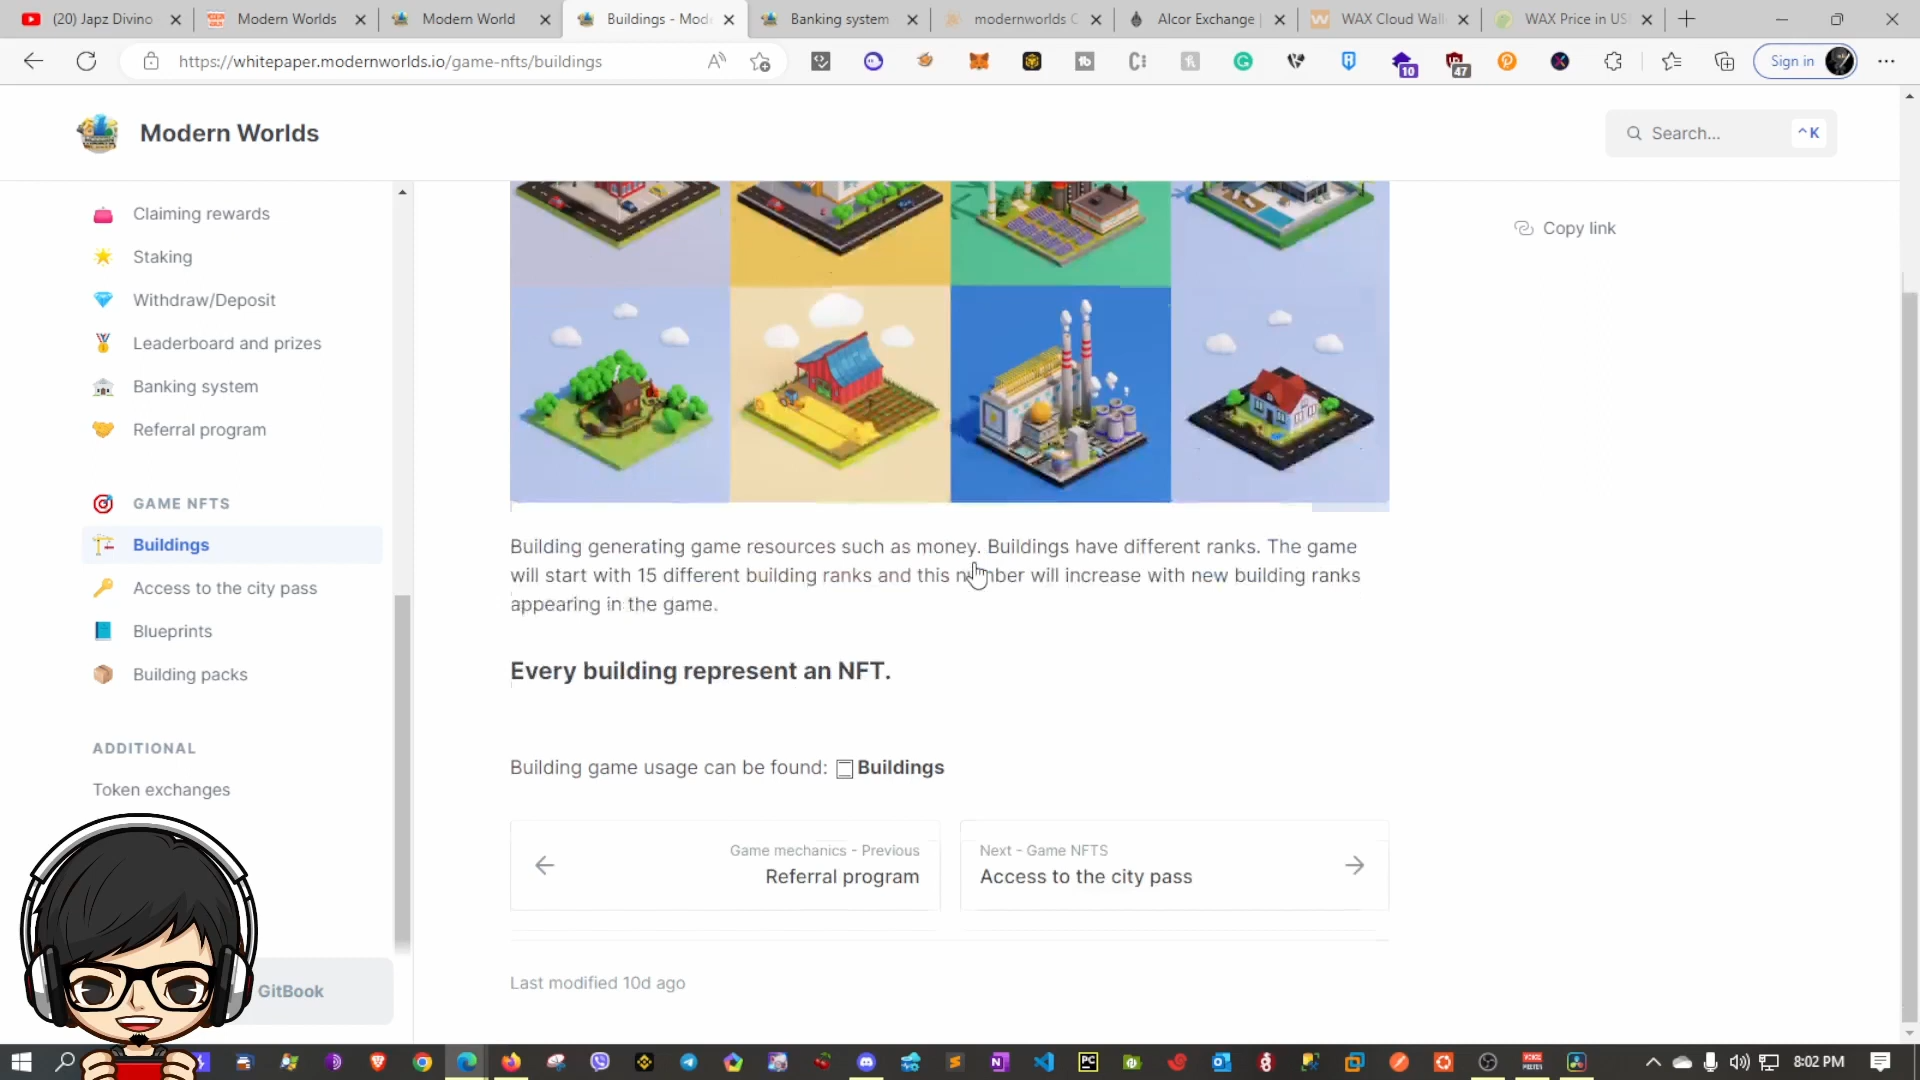 (20) Japz Divino
Modern Worlds
Modern World
Buildings - Mod
Banking system
modernworlds C
Alcor Exchange |
WAX Cloud Wall
WAX Price in US
https://whitepaper.modernworlds.io/game-nfts/buildings
10
47
Sign in
Modern Worlds
Search...
^K
Claiming rewards
Staking
Withdraw/Deposit
Leaderboard and prizes
Banking system
Referral program
GAME NFTS
Buildings
Access to the city pass
Blueprints
Building packs
ADDITIONAL
Token exchanges
GitBook
Copy link
Building generating game resources such as money. Buildings have different ranks. The game
will start with 15 different building ranks and this number will increase with new building ranks
appearing in the game.
Every building represent an NFT.
Building game usage can be found: Buildings
Game mechanics - Previous
Referral program
Next - Game NFTS
Access to the city pass
Last modified 10d ago
8:02 PM